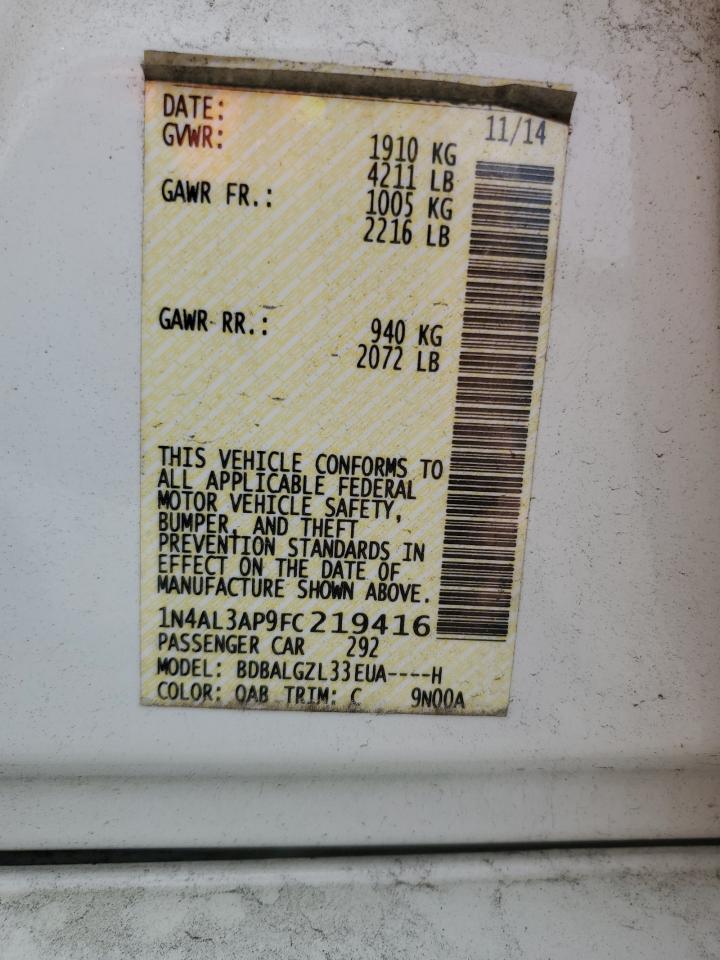 DATE: 11/14
GVWR: 1910 KG
4211 LB
GAWR FR.: 1005 KG
2216 LB
GAWR RR.: 940 KG
2072 LB
THIS VEHICLE CONFORMS TO
ALL APPLICABLE FEDERAL
MOTOR VEHICLE SAFETY,
BUMPER, AND THEFT
PREVENTION STANDARDS IN
EFFECT ON THE DATE OF
MANUFACTURE SHOWN ABOVE.
1N4AL3AP9FC219416
PASSENGER CAR 292
MODEL: BDBALGZL33EUA----H
COLOR: QAB TRIM: C 9N00A